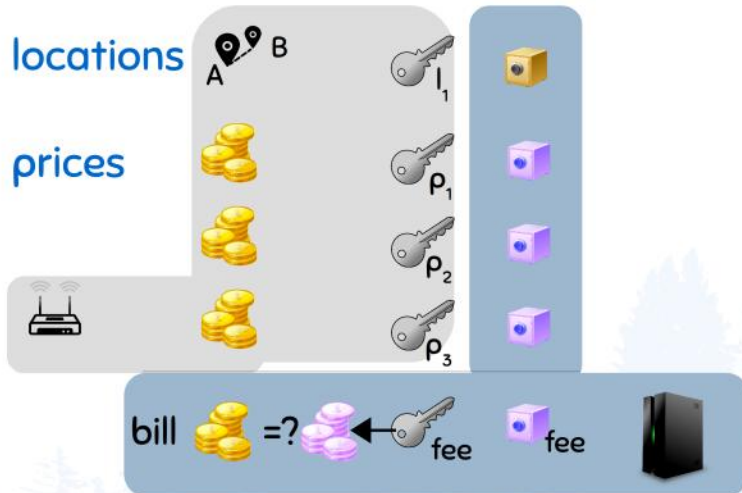 locations
A
B
l₁
prices
ρ₁
ρ₂
ρ₃
bill =? fee fee